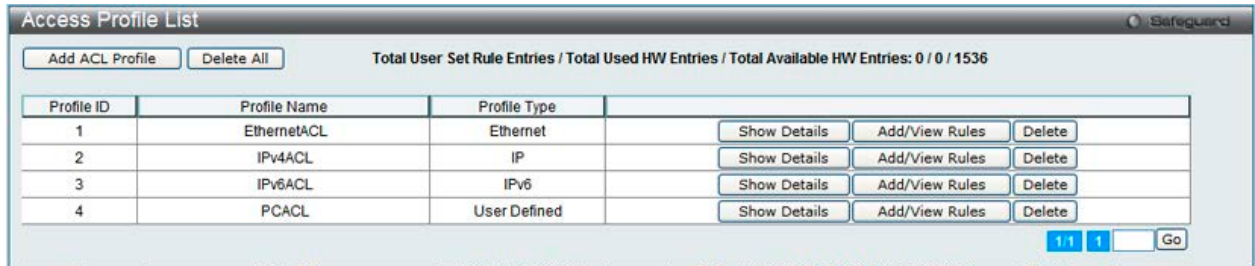 Access Profile List Safeguard
Add ACL Profile Delete All Total User Set Rule Entries / Total Used HW Entries / Total Available HW Entries: 0 / 0 / 1536
Profile ID Profile Name Profile Type
1 EthernetACL Ethernet Show Details Add/View Rules Delete
2 IPv4ACL IP Show Details Add/View Rules Delete
3 IPv6ACL IPv6 Show Details Add/View Rules Delete
4 PCACL User Defined Show Details Add/View Rules Delete
1/1 1 Go